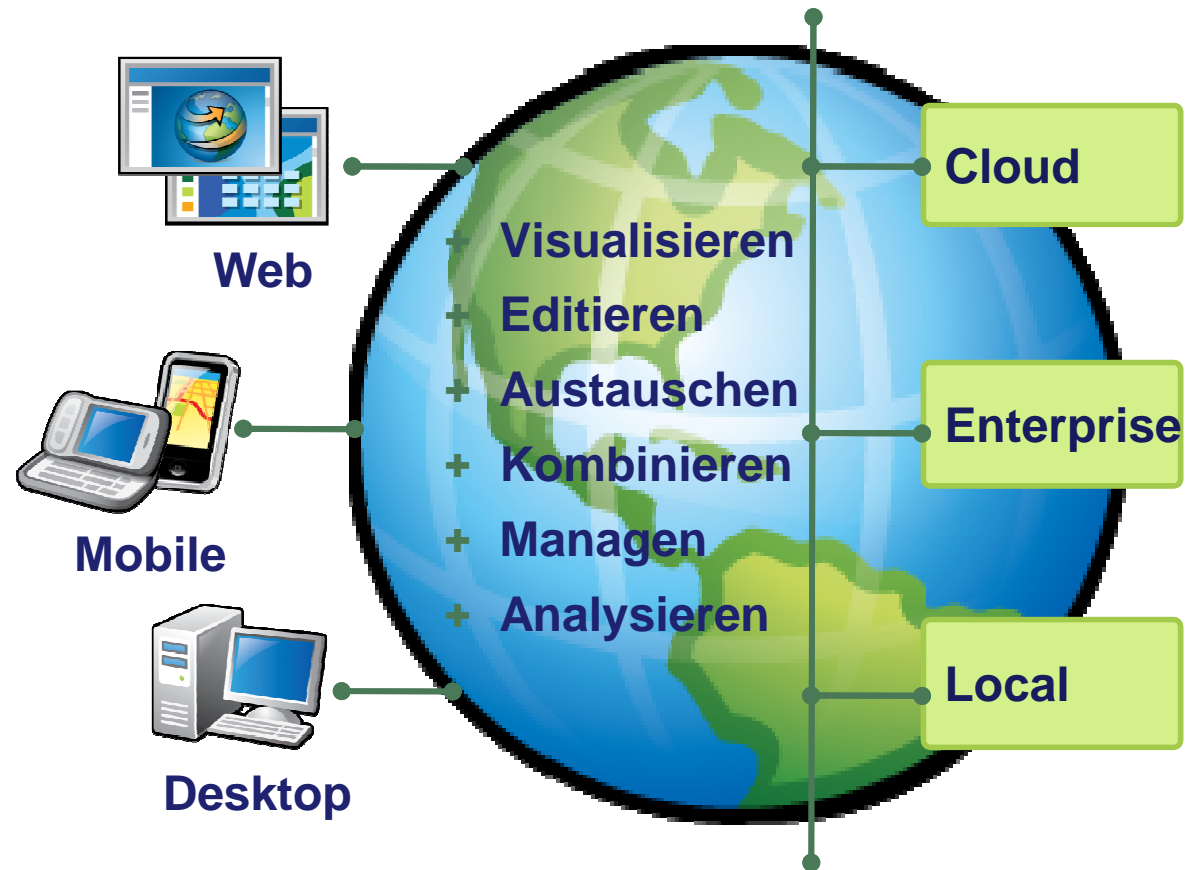 Web
Mobile
Desktop
+ Visualisieren
+ Editieren
+ Austauschen
+ Kombinieren
+ Managen
+ Analysieren
Cloud
Enterprise
Local